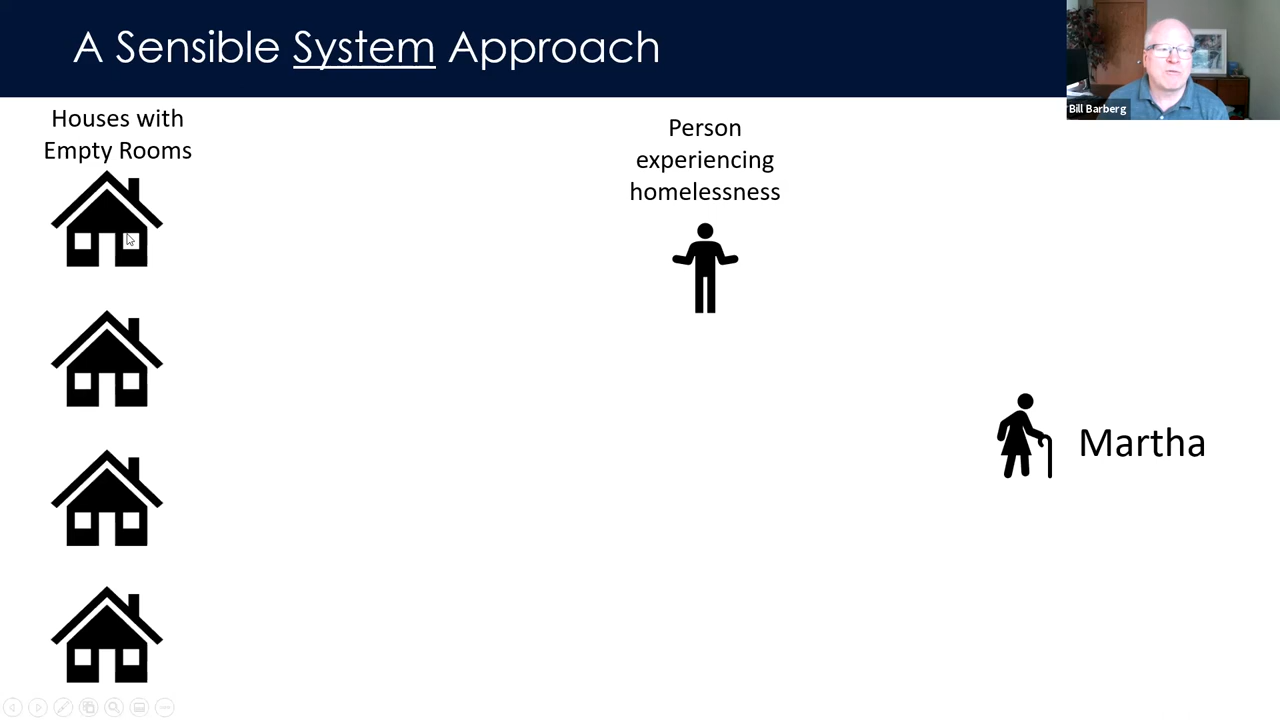 A Sensible System Approach
Bill Barberg
Houses with
Empty Rooms
Person
experiencing
homelessness
Martha